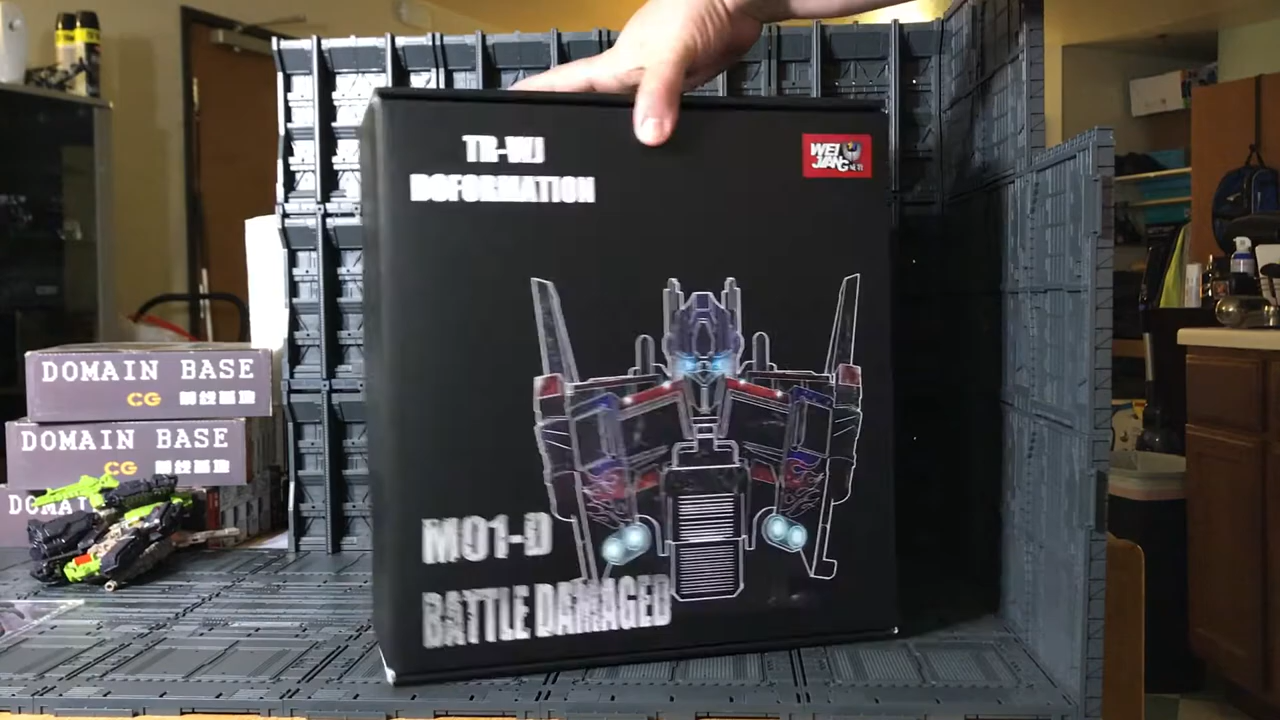 TR-WJ
DOFORMATION
WEI
JIANG
M01-D
BATTLE DAMAGED
DOMAIN BASE
CG
DOMAIN BASE
CG